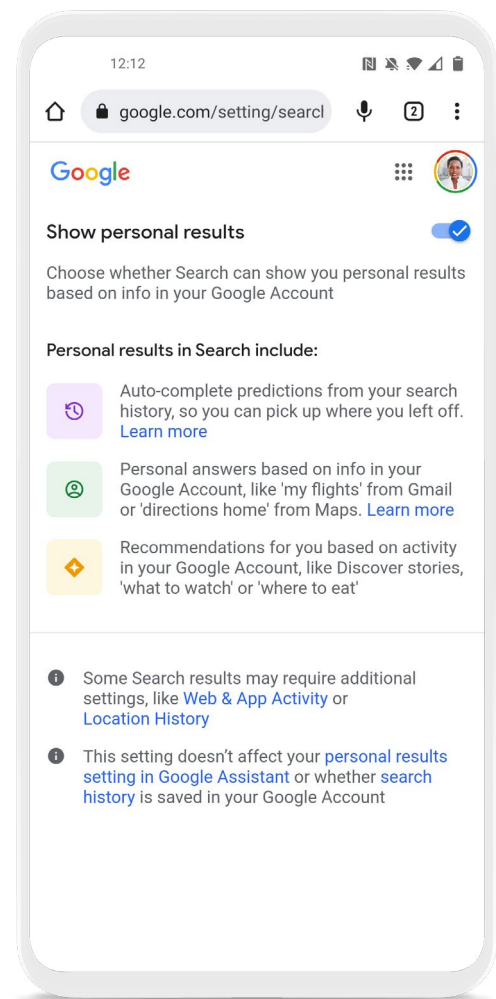 12:12
google.com/setting/searcl
2
Google
Show personal results
Choose whether Search can show you personal results
based on info in your Google Account
Personal results in Search include:
Auto-complete predictions from your search
history, so you can pick up where you left off.
Learn more
Personal answers based on info in your
Google Account, like 'my flights' from Gmail
or 'directions home' from Maps. Learn more
Recommendations for you based on activity
in your Google Account, like Discover stories,
'what to watch' or 'where to eat'
Some Search results may require additional
settings, like Web & App Activity or
Location History
This setting doesn’t affect your personal results
setting in Google Assistant or whether search
history is saved in your Google Account